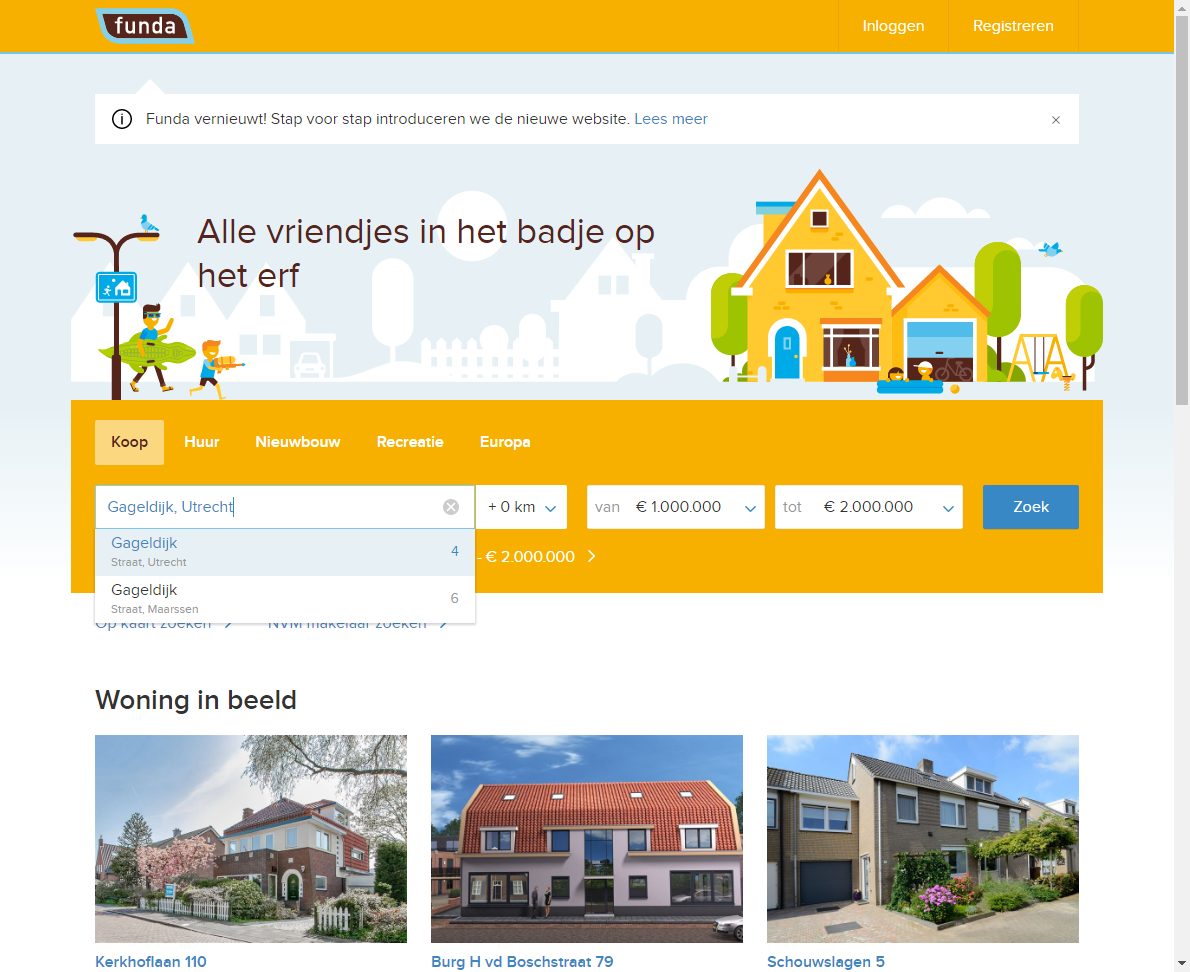 funda
Inloggen
Registreren
Funda vernieuwt! Stap voor stap introduceren we de nieuwe website. Lees meer
Alle vriendjes in het badje op
het erf
Koop
Huur
Nieuwbouw
Recreatie
Europa
Gageldijk, Utrecht
+ 0 km
van € 1.000.000
tot € 2.000.000
Zoek
Gageldijk
4
Straat, Utrecht
- € 2.000.000
Gageldijk
6
Straat, Maarssen
Op kaart zoeken
NVM makelaar zoeken
Woning in beeld
Kerkhoflaan 110
Burg H vd Boschstraat 79
Schouwslagen 5